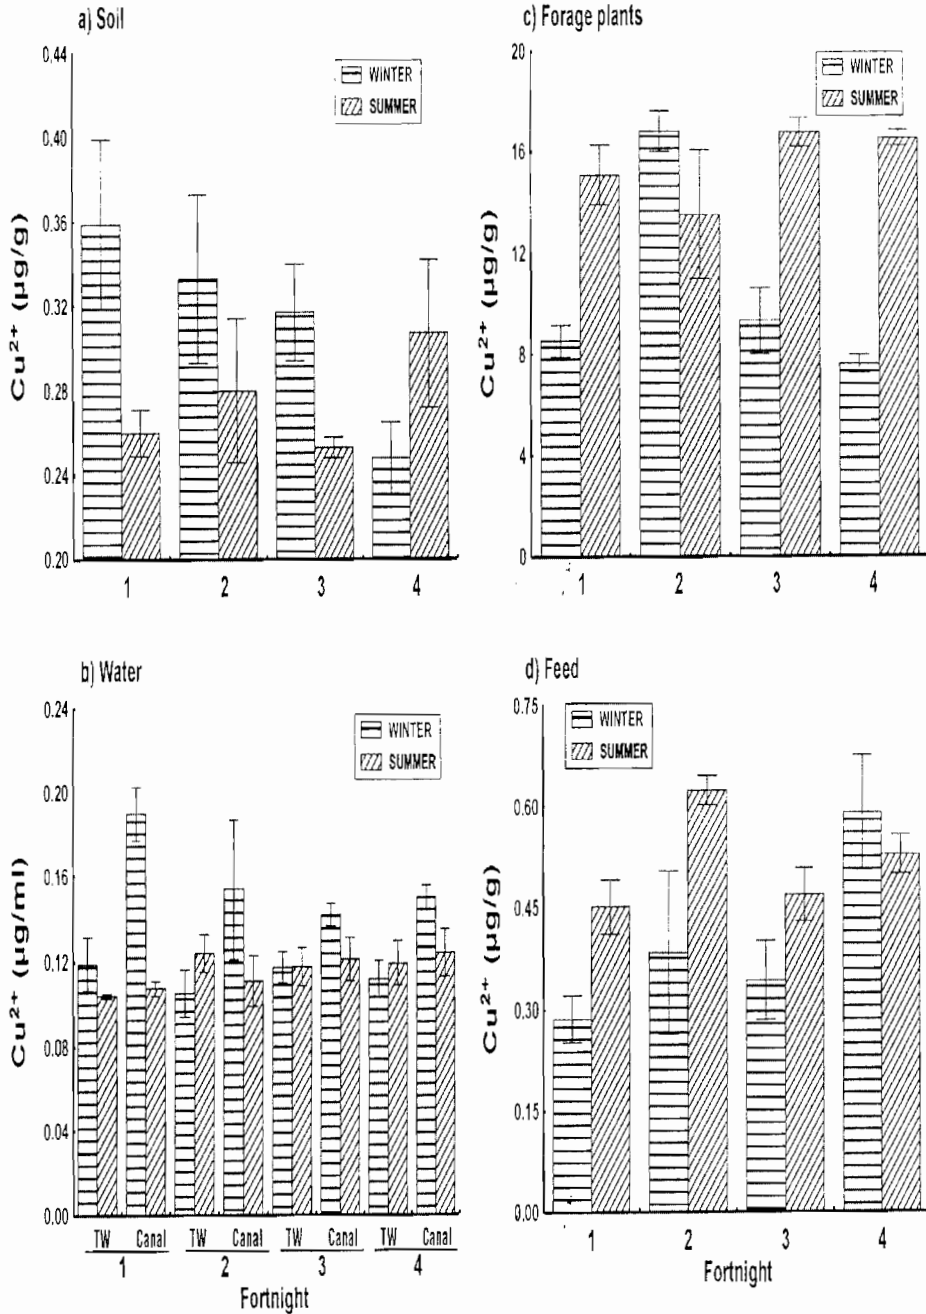 a) Soil
Cu²⁺ (µg/g)
0.44
0.40
0.36
0.32
0.28
0.24
0.20
WINTER
SUMMER
1 2 3 4
c) Forage plants
Cu²⁺ (µg/g)
20
16
12
8
4
0
WINTER
SUMMER
1 2 3 4
b) Water
Cu²⁺ (µg/ml)
0.24
0.20
0.16
0.12
0.08
0.04
0.00
WINTER
SUMMER
TW Canal TW Canal TW Canal TW Canal
1 2 3 4
Fortnight
d) Feed
Cu²⁺ (µg/g)
0.75
0.60
0.45
0.30
0.15
0.00
WINTER
SUMMER
1 2 3 4
Fortnight